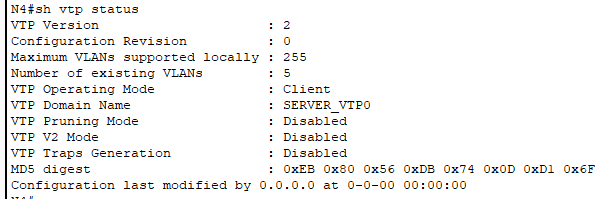 N4#sh vtp status
VTP Version                     : 2
Configuration Revision          : 0
Maximum VLANs supported locally : 255
Number of existing VLANs        : 5
VTP Operating Mode              : Client
VTP Domain Name                 : SERVER_VTP0
VTP Pruning Mode                : Disabled
VTP V2 Mode                     : Disabled
VTP Traps Generation            : Disabled
MD5 digest                      : 0xEB 0x80 0x56 0xDB 0x74 0x0D 0xD1 0x6F
Configuration last modified by 0.0.0.0 at 0-0-00 00:00:00
N4#